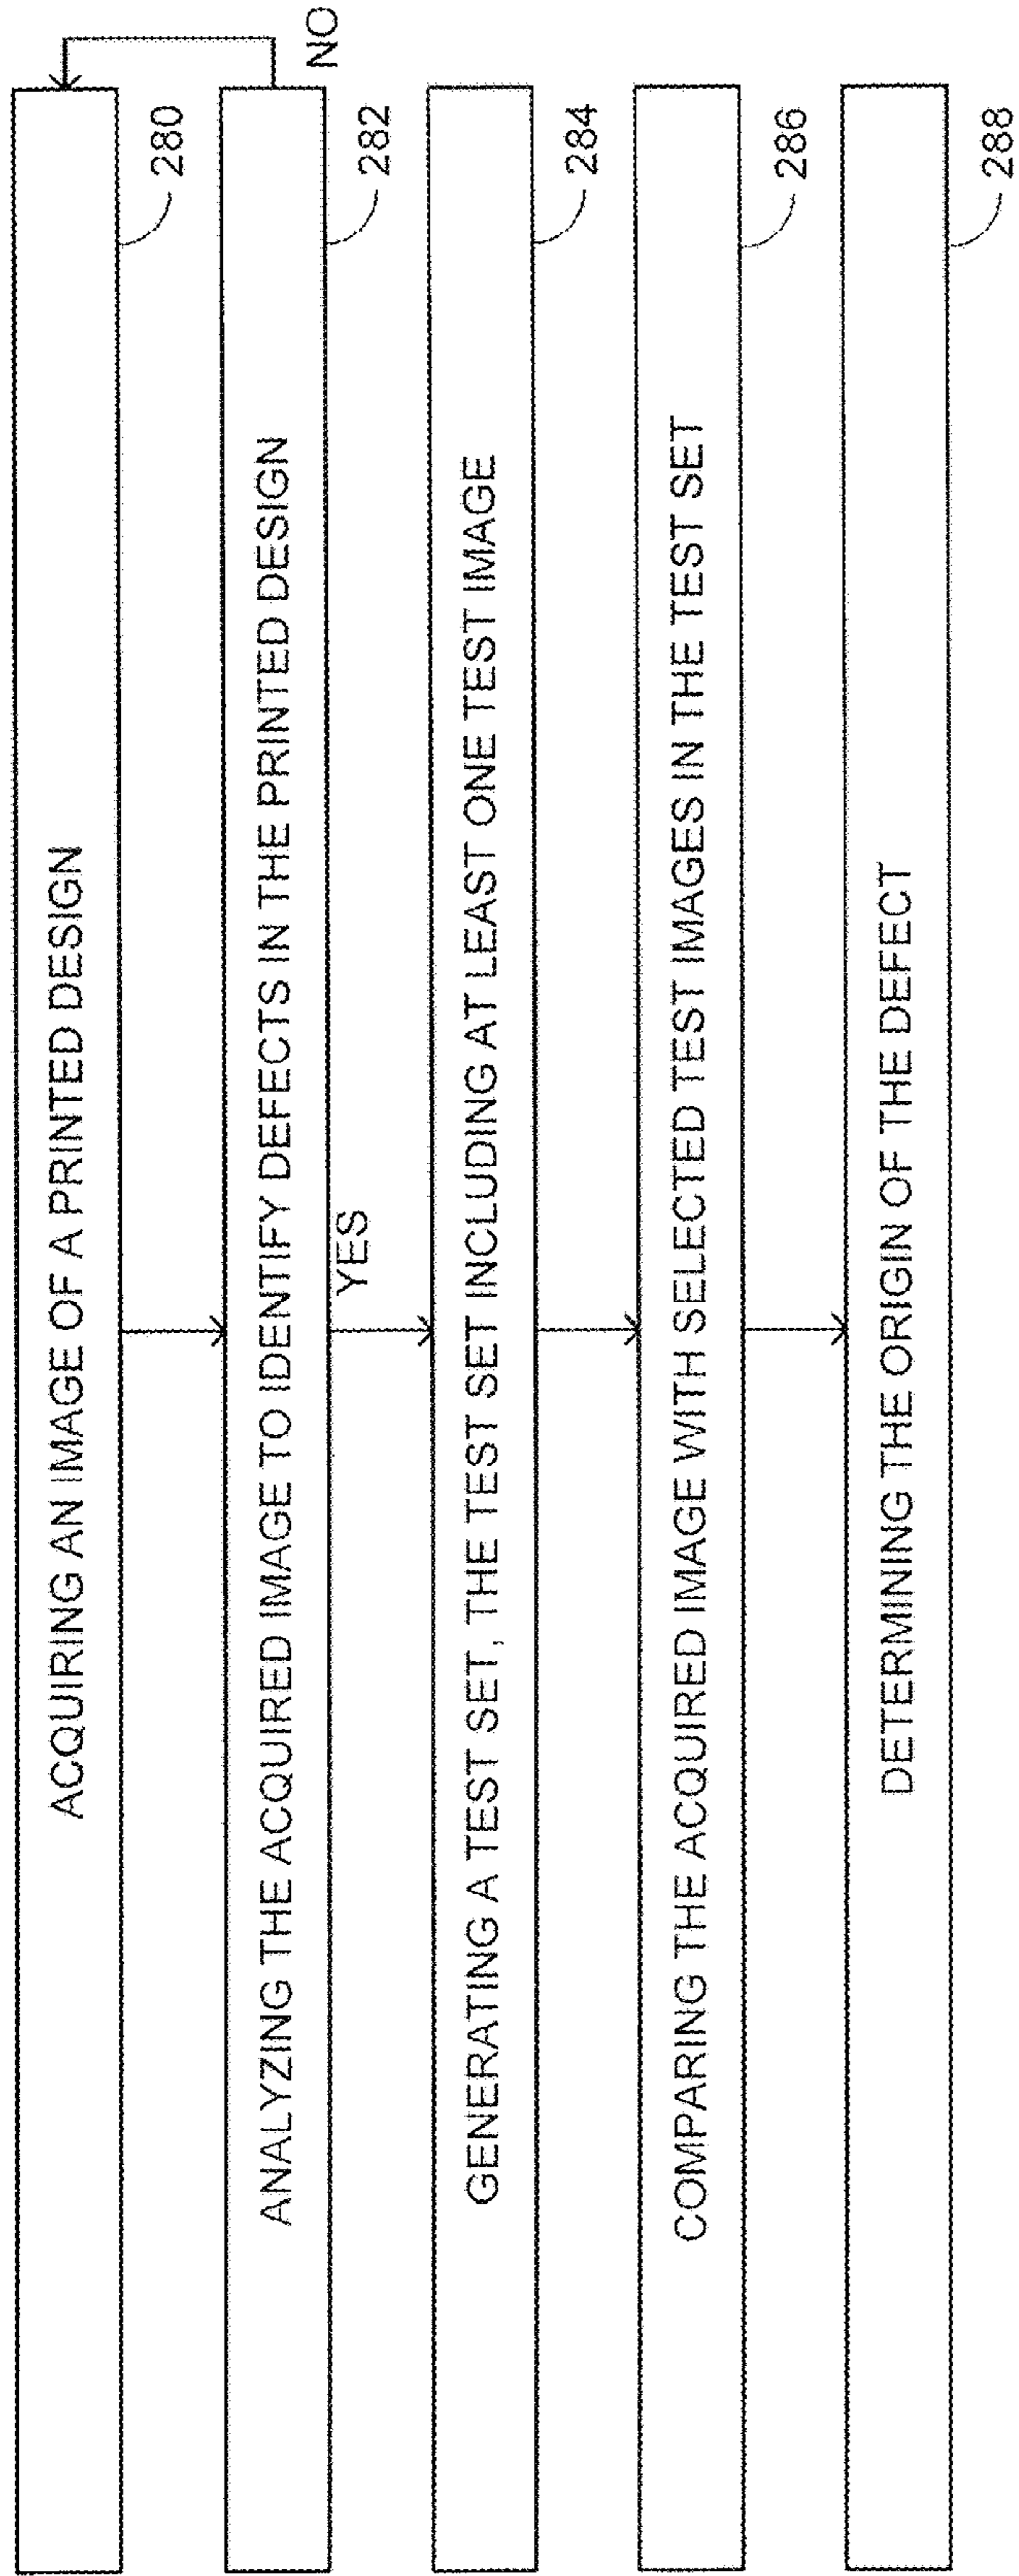 ACQUIRING AN IMAGE OF A PRINTED DESIGN
280
NO
ANALYZING THE ACQUIRED IMAGE TO IDENTIFY DEFECTS IN THE PRINTED DESIGN
282
YES
GENERATING A TEST SET, THE TEST SET INCLUDING AT LEAST ONE TEST IMAGE
284
COMPARING THE ACQUIRED IMAGE WITH SELECTED TEST IMAGES IN THE TEST SET
286
DETERMINING THE ORIGIN OF THE DEFECT
288